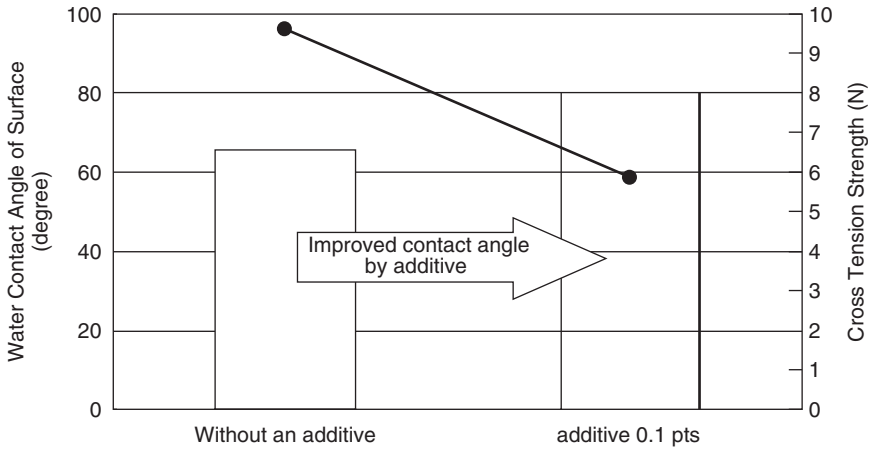 Water Contact Angle of Surface
(degree)
100
80
60
40
20
0
Improved contact angle
by additive
10
9
8
7
6
5
4
3
2
1
0
Cross Tension Strength (N)
Without an additive
additive 0.1 pts